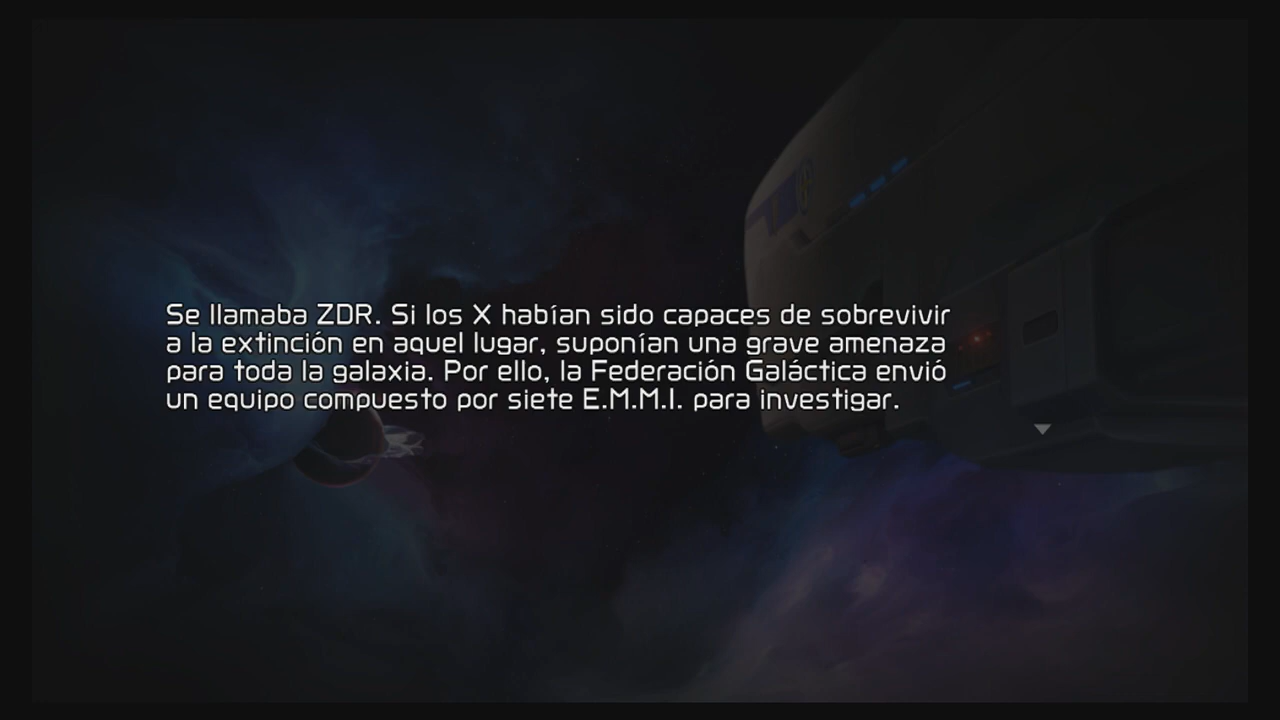 Se llamaba ZDR. Si los X habían sido capaces de sobrevivir
a la extinción en aquel lugar, suponían una grave amenaza
para toda la galaxia. Por ello, la Federación Galáctica envió
un equipo compuesto por siete E.M.M.I. para investigar.